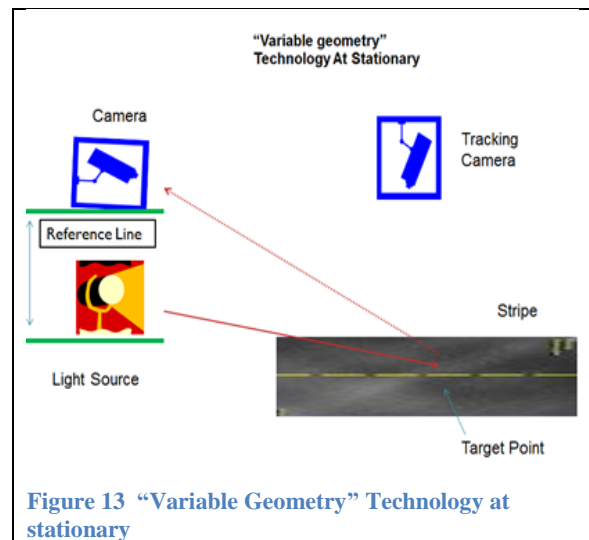 “Variable geometry”
Technology At Stationary
Camera
Tracking
Camera
Reference Line
Stripe
Light Source
Target Point
Figure 13 “Variable Geometry” Technology at
stationary